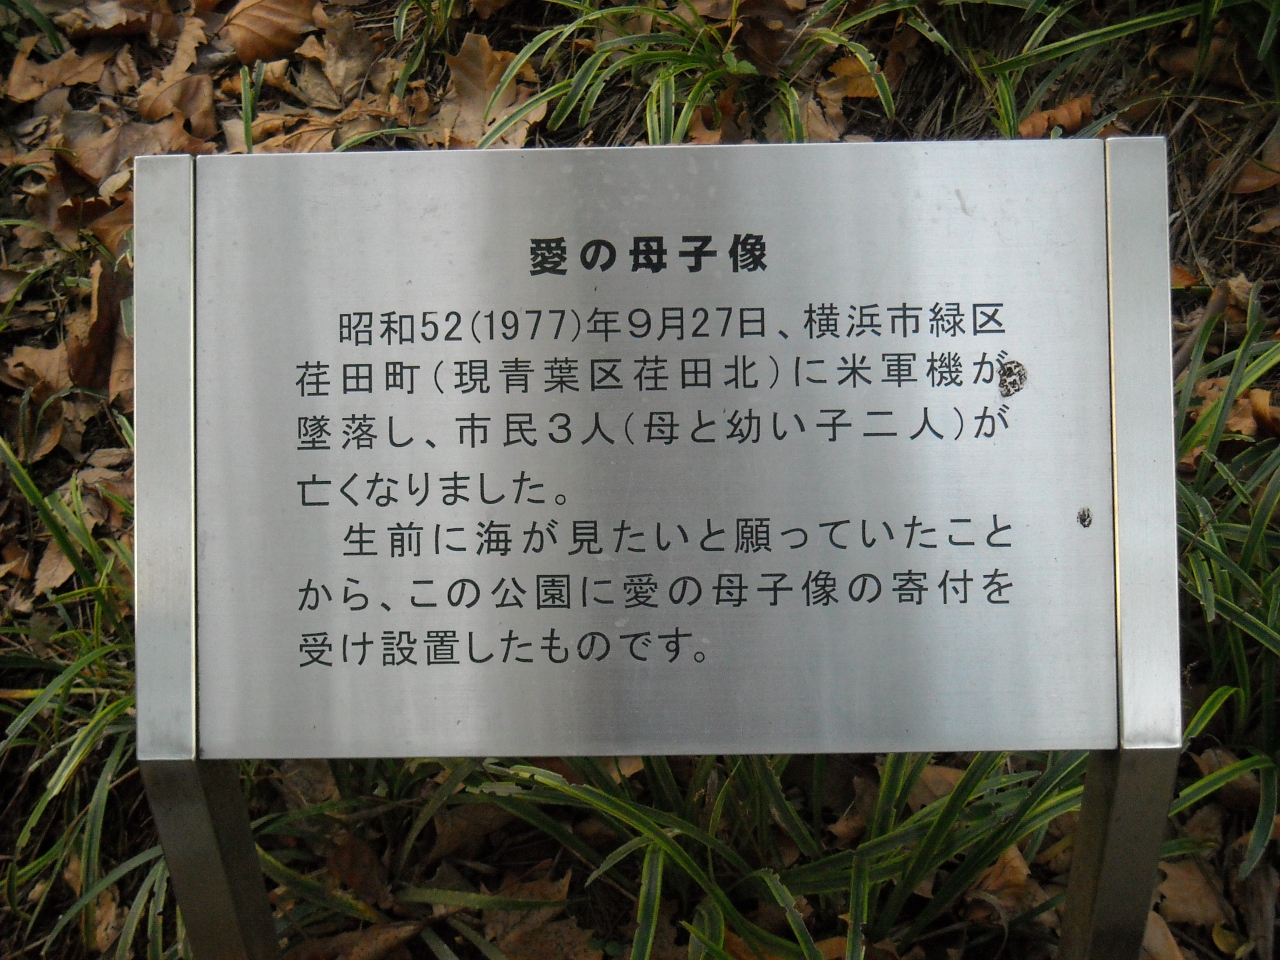 愛の母子像
昭和52(1977)年9月27日、横浜市緑区
荏田町(現青葉区荏田北)に米軍機が
墜落し、市民3人(母と幼い子二人)が
亡くなりました。
生前に海が見たいと願っていたこと
から、この公園に愛の母子像の寄付を
受け設置したものです。